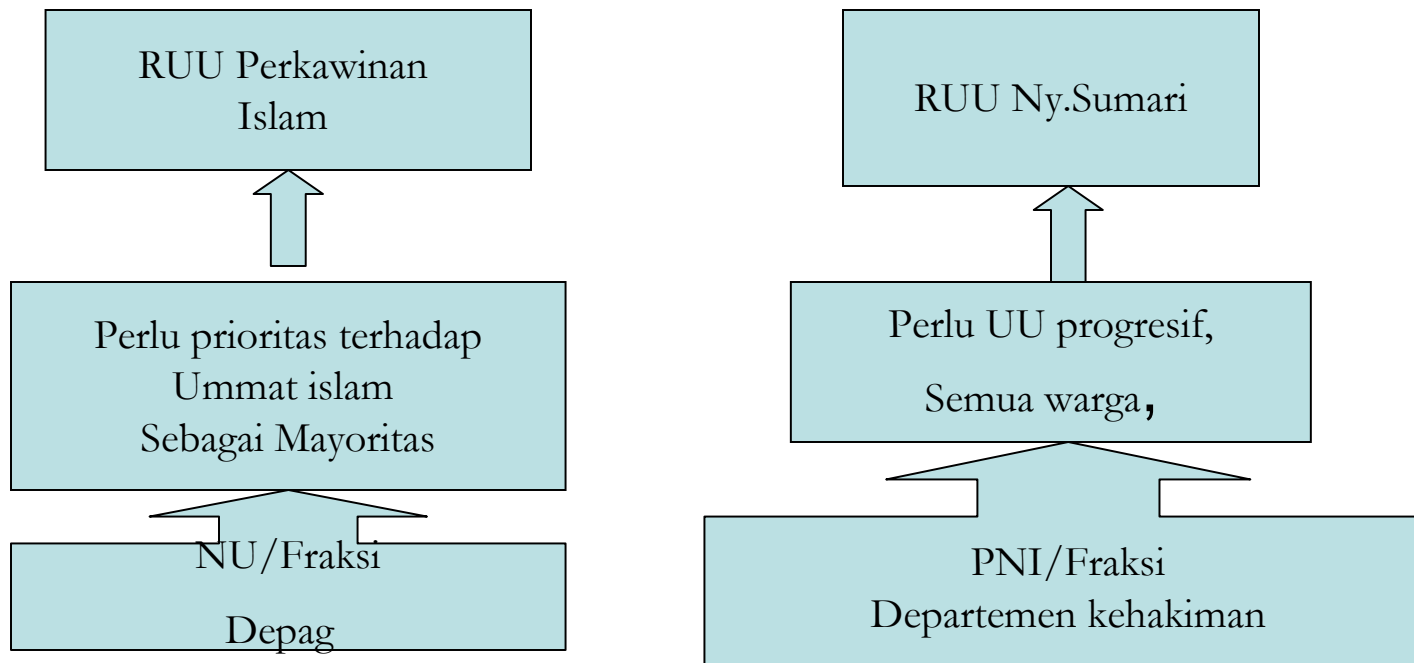 RUU Perkawinan
Islam
Perlu prioritas terhadap
Ummat islam
Sebagai Mayoritas
NU/Fraksi
Depag
RUU Ny.Sumari
Perlu UU progresif,
Semua warga,
PNI/Fraksi
Departemen kehakiman